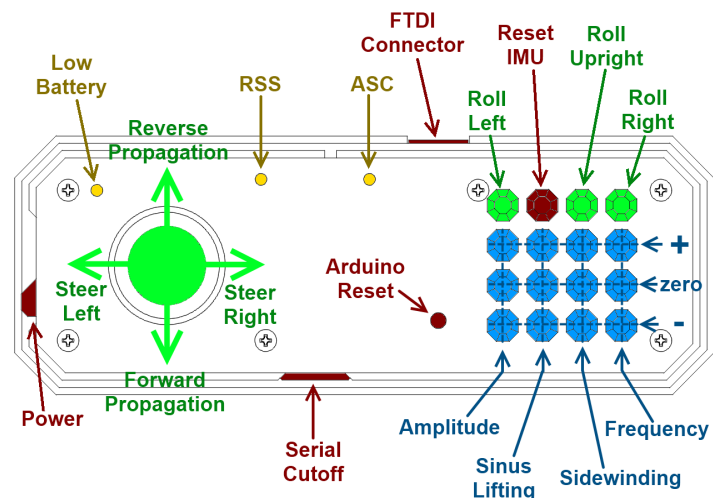 FTDI
Connector
Reset
IMU
Roll
Upright
Low
Battery
RSS
ASC
Roll
Left
Roll
Right
Reverse
Propagation
+
zero
-
Steer
Left
Steer
Right
Arduino
Reset
Forward
Propagation
Power
Serial
Cutoff
Amplitude
Sinus
Lifting
Sidewinding
Frequency